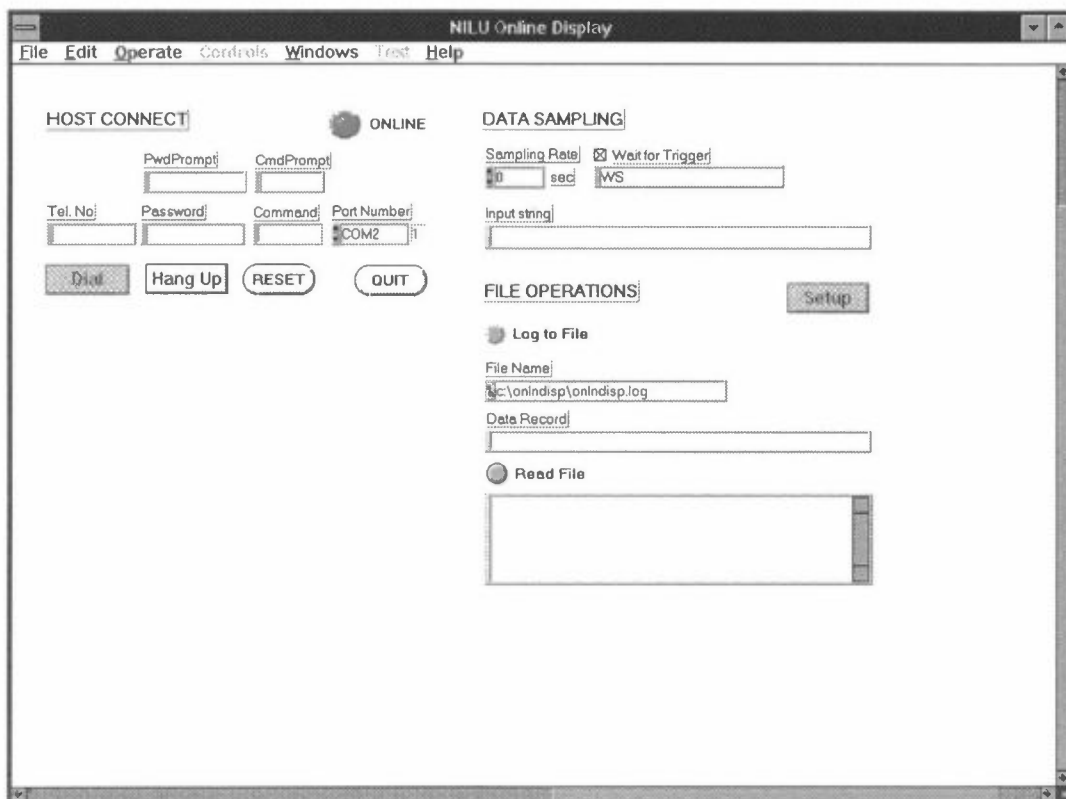 NILU Online Display
File Edit Operate Controls Windows Text Help
HOST CONNECT
ONLINE
PwdPrompt CmdPrompt
Tel. No Password Command Port Number
COM2 1
Dial Hang Up RESET QUIT
DATA SAMPLING
Sampling Rate Wait for Trigger
0 sec WS
Input string
FILE OPERATIONS Setup
Log to File
File Name
c:\onlndisp\onlndisp.log
Data Record
Read File